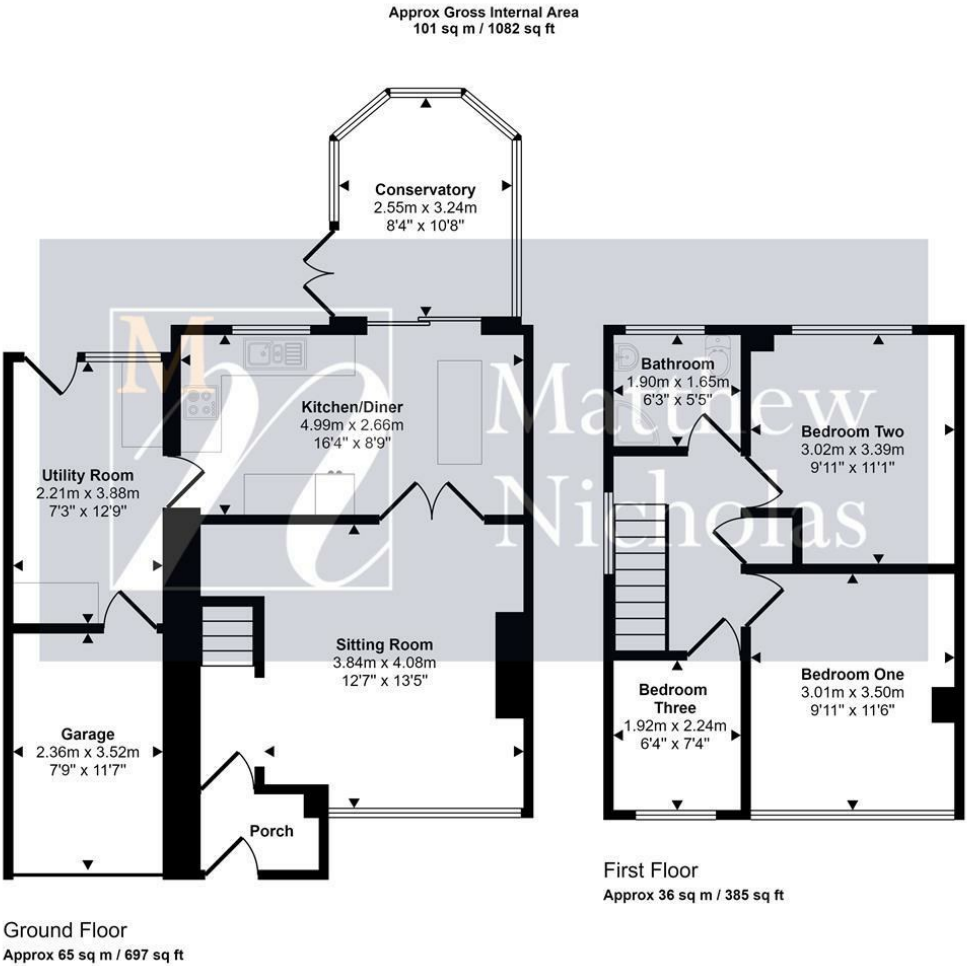 Approx Gross Internal Area
101 sq m / 1082 sq ft
Conservatory
2.55m x 3.24m
8'4" x 10'8"
Kitchen/Diner
4.99m x 2.66m
16'4" x 8'9"
Utility Room
2.21m x 3.88m
7'3" x 12'9"
Sitting Room
3.84m x 4.08m
12'7" x 13'5"
Garage
2.36m x 3.52m
7'9" x 11'7"
Porch
Ground Floor
Approx 65 sq m / 697 sq ft
Bathroom
1.90m x 1.65m
6'3" x 5'5"
Bedroom Two
3.02m x 3.39m
9'11" x 11'1"
Bedroom One
3.01m x 3.50m
9'11" x 11'6"
Bedroom
Three
1.92m x 2.24m
6'4" x 7'4"
First Floor
Approx 36 sq m / 385 sq ft
M
n
Matthew
Nicholas